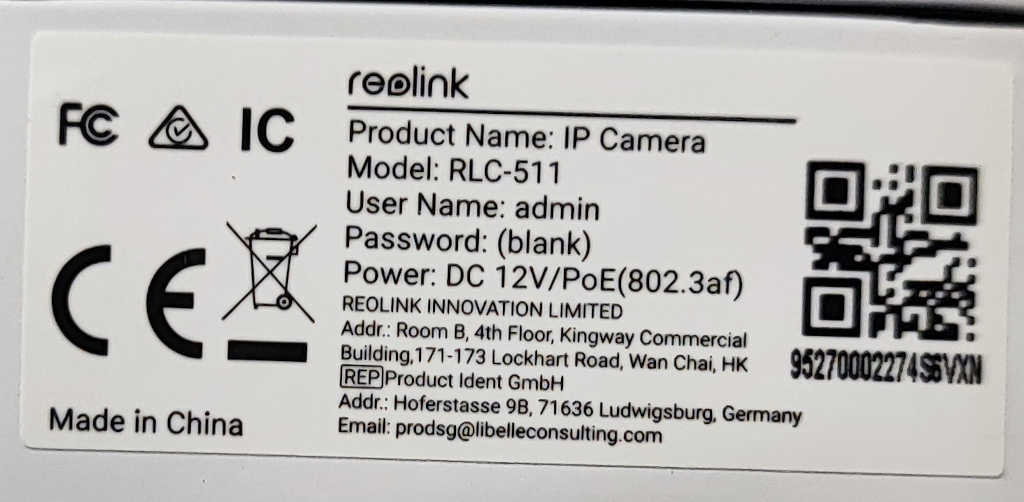 reolink
FC IC
Product Name: IP Camera
Model: RLC-511
User Name: admin
Password: (blank)
Power: DC 12V/PoE(802.3af)
REOLINK INNOVATION LIMITED
Addr.: Room B, 4th Floor, Kingway Commercial
Building,171-173 Lockhart Road, Wan Chai, HK
REP Product Ident GmbH
Addr.: Hoferstasse 9B, 71636 Ludwigsburg, Germany
Email: prodsg@libelleconsulting.com
CE
Made in China
95270002274S6VXN